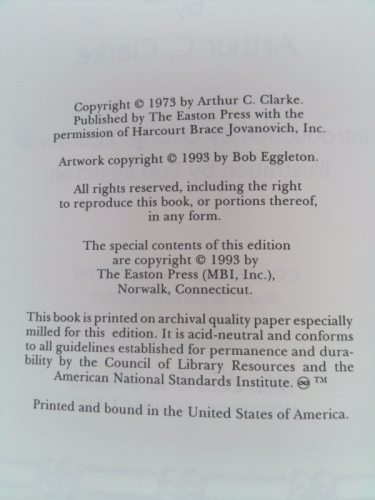 Copyright © 1973 by Arthur C. Clarke.
Published by The Easton Press with the
permission of Harcourt Brace Jovanovich, Inc.
Artwork copyright © 1993 by Bob Eggleton.
All rights reserved, including the right
to reproduce this book, or portions thereof,
in any form.
The special contents of this edition
are copyright © 1993 by
The Easton Press (MBI, Inc.),
Norwalk, Connecticut.
This book is printed on archival quality paper especially
milled for this edition. It is acid-neutral and conforms
to all guidelines established for permanence and dura-
bility by the Council of Library Resources and the
American National Standards Institute. ♾ ™
Printed and bound in the United States of America.